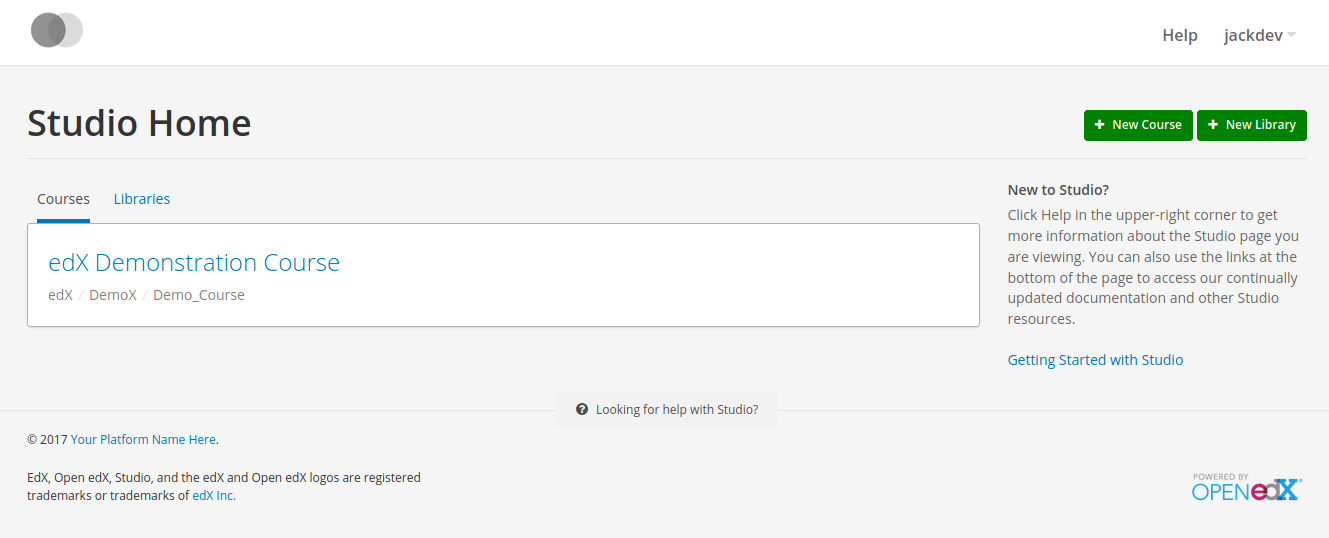 Help jackdev
Studio Home
+ New Course + New Library
Courses Libraries
edX Demonstration Course
edX / DemoX / Demo_Course
New to Studio?
Click Help in the upper-right corner to get
more information about the Studio page you
are viewing. You can also use the links at the
bottom of the page to access our continually
updated documentation and other Studio
resources.
Getting Started with Studio
Looking for help with Studio?
© 2017 Your Platform Name Here.
EdX, Open edX, Studio, and the edX and Open edX logos are registered
trademarks or trademarks of edX Inc.
POWERED BY
OPEN edX